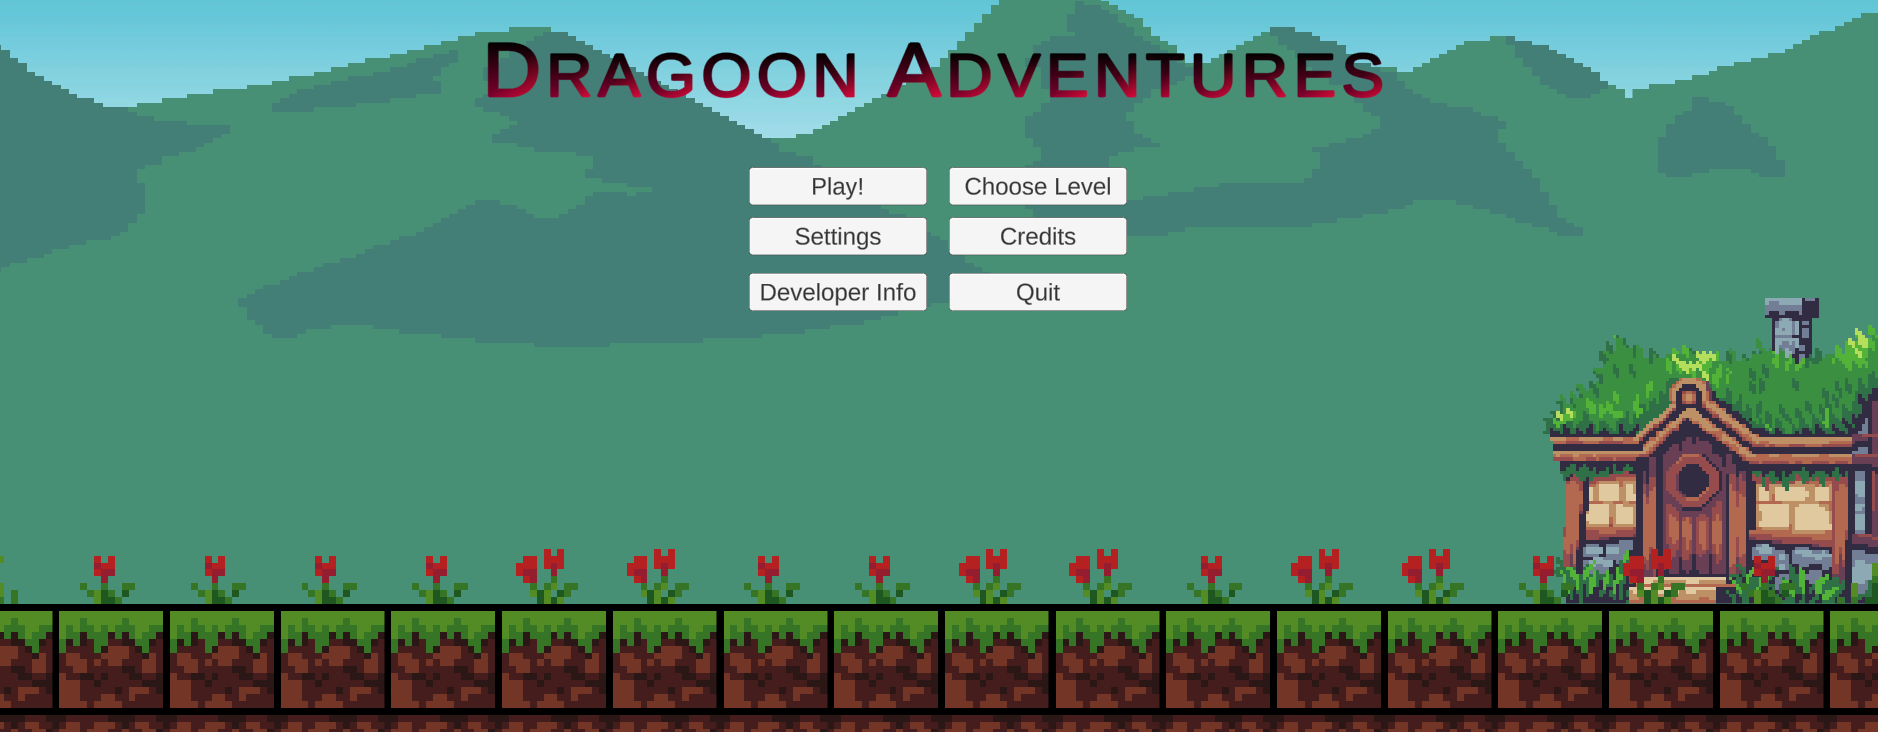 DRAGOON ADVENTURES
Play!
Choose Level
Settings
Credits
Developer Info
Quit